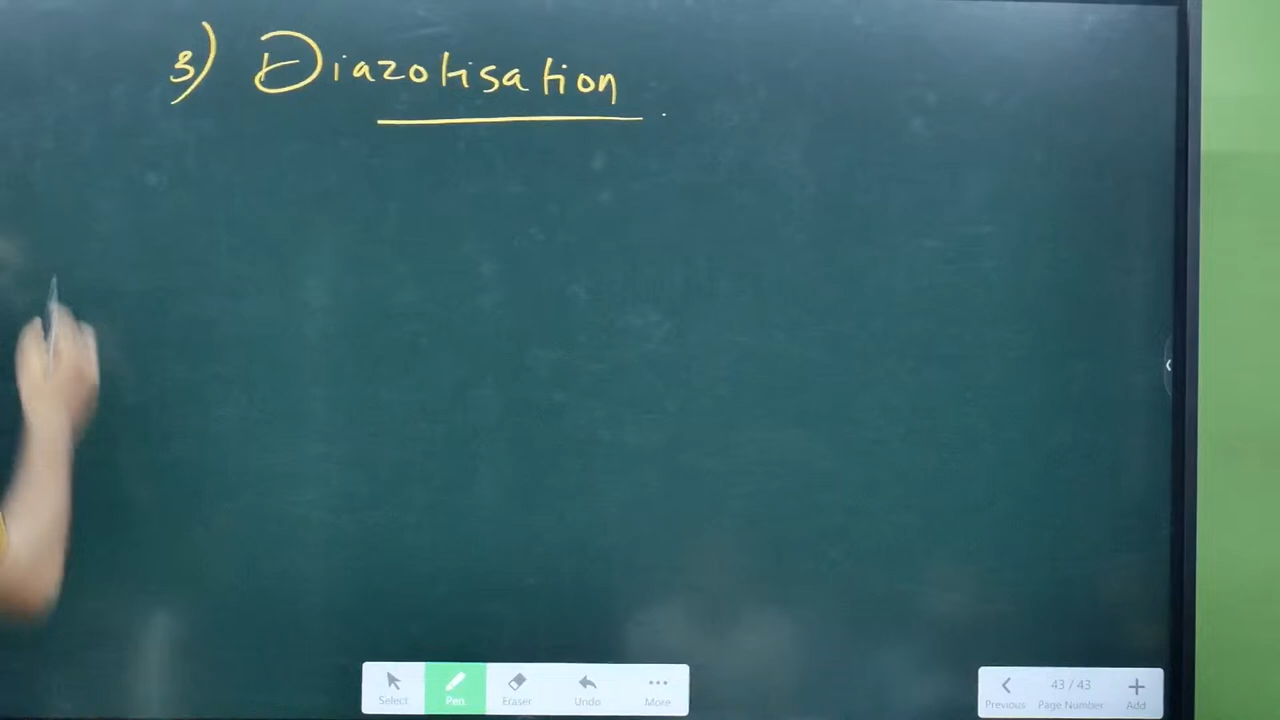 3) Diazotisation
Select
Pen
Eraser
Undo
More
43 / 43
Previous
Page Number
Add